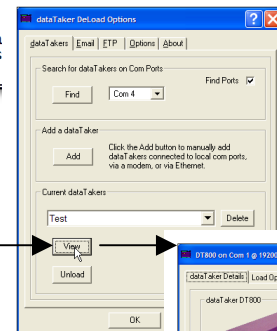 dataTaker DeLoad Options
dataTakers Email FTP Options About
Search for dataTakers on Com Ports
Find Ports
Find Com 4
Add a dataTaker
Add
Click the Add button to manually add
dataTakers connected to local com ports,
via a modem, or via Ethernet.
Current dataTakers
Test Delete
View
Unload
OK
DT800 on Com 1 @ 19200
dataTaker Details Load Op
dataTaker DT800